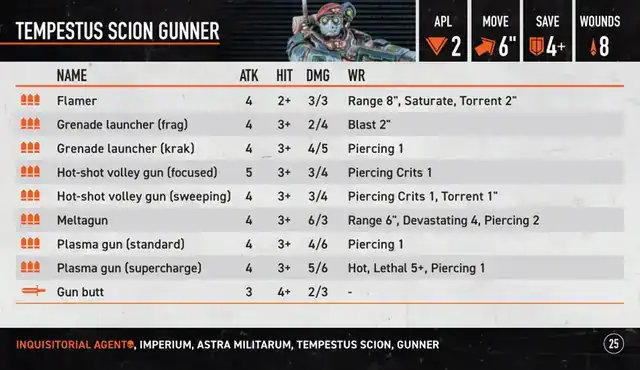 TEMPESTUS SCION GUNNER
APL MOVE SAVE WOUNDS
2 6" 4+ 8
NAME ATK HIT DMG WR
Flamer 4 2+ 3/3 Range 8", Saturate, Torrent 2"
Grenade launcher (frag) 4 3+ 2/4 Blast 2"
Grenade launcher (krak) 4 3+ 4/5 Piercing 1
Hot-shot volley gun (focused) 5 3+ 3/4 Piercing Crits 1
Hot-shot volley gun (sweeping) 4 3+ 3/4 Piercing Crits 1, Torrent 1"
Meltagun 4 3+ 6/3 Range 6", Devastating 4, Piercing 2
Plasma gun (standard) 4 3+ 4/6 Piercing 1
Plasma gun (supercharge) 4 3+ 5/6 Hot, Lethal 5+, Piercing 1
Gun butt 3 4+ 2/3 -
INQUISITORIAL AGENT, IMPERIUM, ASTRA MILITARUM, TEMPESTUS SCION, GUNNER 25